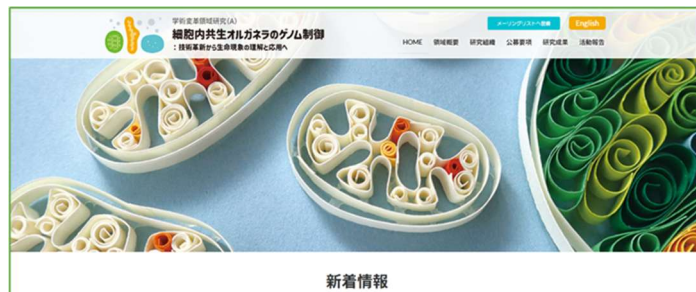 学術変革領域研究(A)
細胞内共生オルガネラのゲノム制御
：技術革新から生命現象の理解と応用へ
メーリングリストへ登録
English
HOME 領域概要 研究組織 公募要項 研究成果 活動報告
新着情報